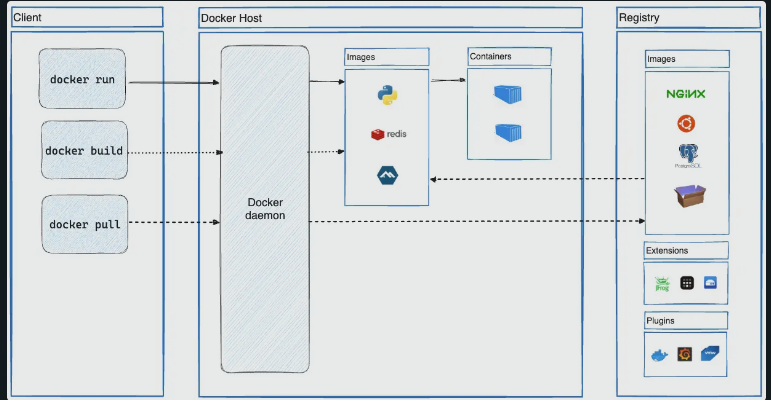 Client
Docker Host
Registry
docker run
docker build
docker pull
Docker
daemon
Images
redis
Containers
Images
NGINX
PostgreSQL
Extensions
JFrog
Plugins